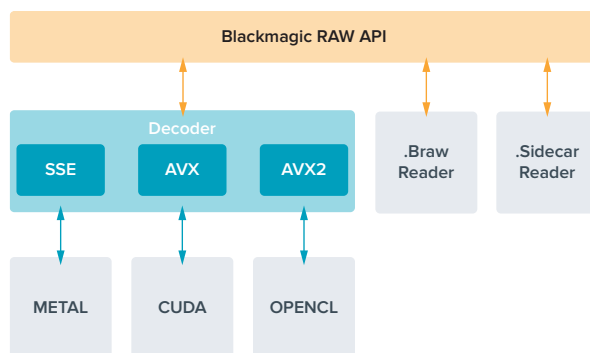 Blackmagic RAW API
Decoder
SSE
AVX
AVX2
.Braw
Reader
.Sidecar
Reader
METAL
CUDA
OPENCL